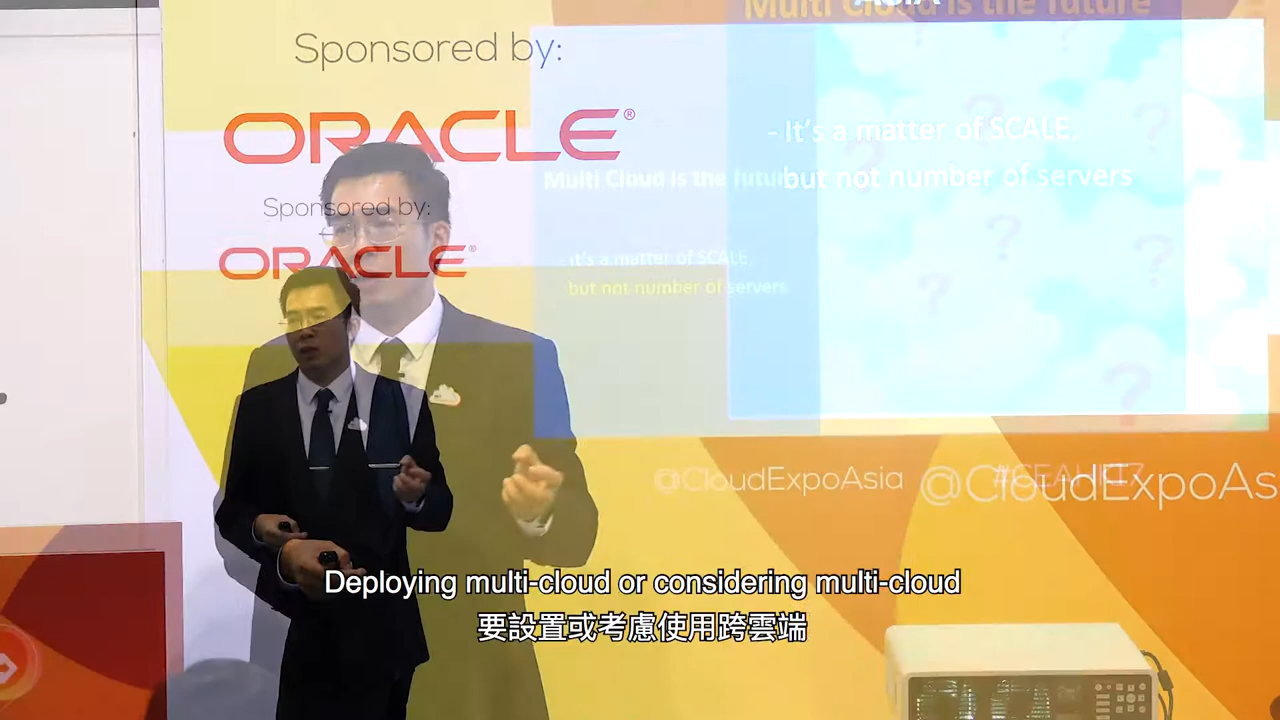 Multi Cloud is the future
ASIA
Sponsored by:
ORACLE®
- It's a matter of SCALE,
but not number of servers
Multi Cloud is the future
Sponsored by:
ORACLE®
- It's a matter of SCALE,
but not number of servers
@CloudExpoAsia
@CloudExpoAs
Deploying multi-cloud or considering multi-cloud
要設置或考慮使用跨雲端